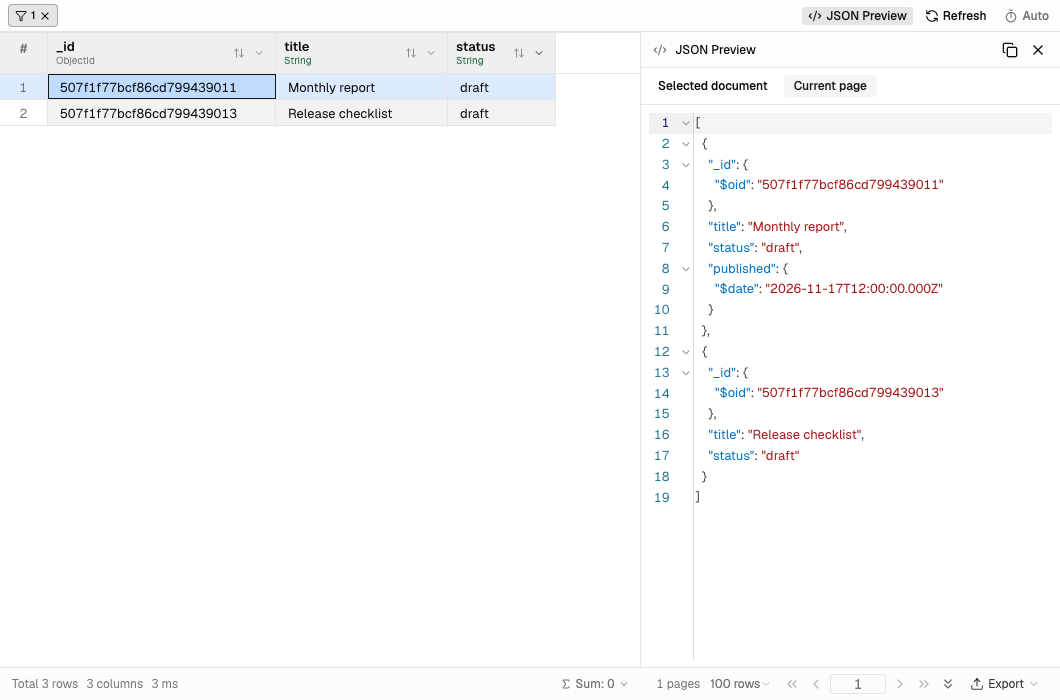 1
JSON Preview Refresh Auto
# _id title status
ObjectId String String
1 507f1f77bcf86cd799439011 Monthly report draft
2 507f1f77bcf86cd799439013 Release checklist draft
</> JSON Preview
Selected document Current page
1 [
2 {
3 "_id": {
4 "$oid": "507f1f77bcf86cd799439011"
5 },
6 "title": "Monthly report",
7 "status": "draft",
8 "published": {
9 "$date": "2026-11-17T12:00:00.000Z"
10 }
11 },
12 {
13 "_id": {
14 "$oid": "507f1f77bcf86cd799439013"
15 },
16 "title": "Release checklist",
17 "status": "draft"
18 }
19 ]
Total 3 rows 3 columns 3 ms Σ Sum: 0 1 pages 100 rows 1 Export